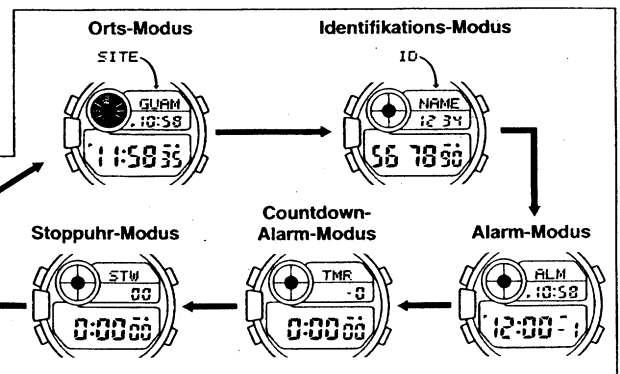 Orts-Modus
SITE
GUAM
.10:58
11:58 35
Identifikations-Modus
ID
NAME
12 34
56 78 90
Alarm-Modus
ALM
.10:58
12:00 -1
Countdown-
Alarm-Modus
TMR
-0
0:00 00
Stoppuhr-Modus
STW
00
0:00 00